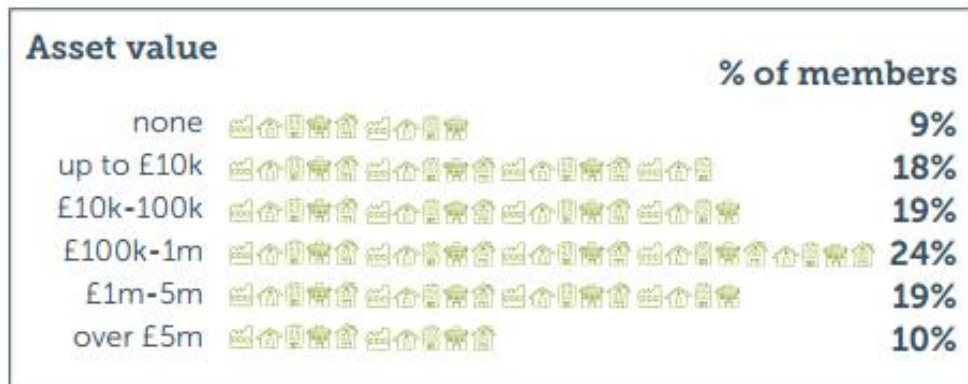 Asset value
% of members
none 9%
up to £10k 18%
£10k-100k 19%
£100k-1m 24%
£1m-5m 19%
over £5m 10%